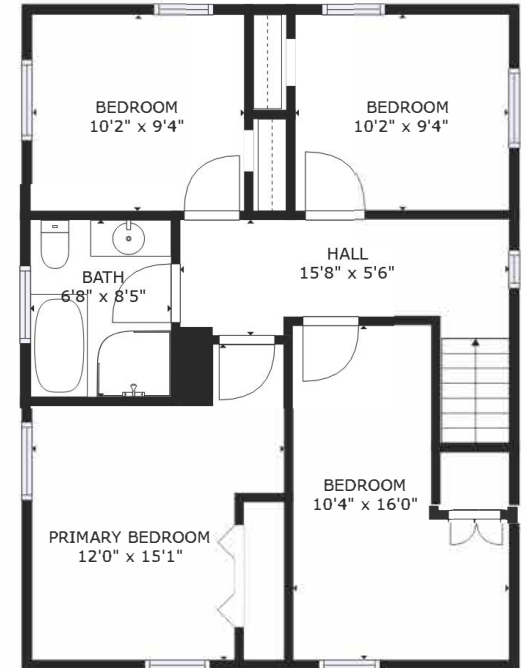 BEDROOM
10'2" x 9'4"
BEDROOM
10'2" x 9'4"
HALL
15'8" x 5'6"
BATH
6'8" x 8'5"
BEDROOM
10'4" x 16'0"
PRIMARY BEDROOM
12'0" x 15'1"